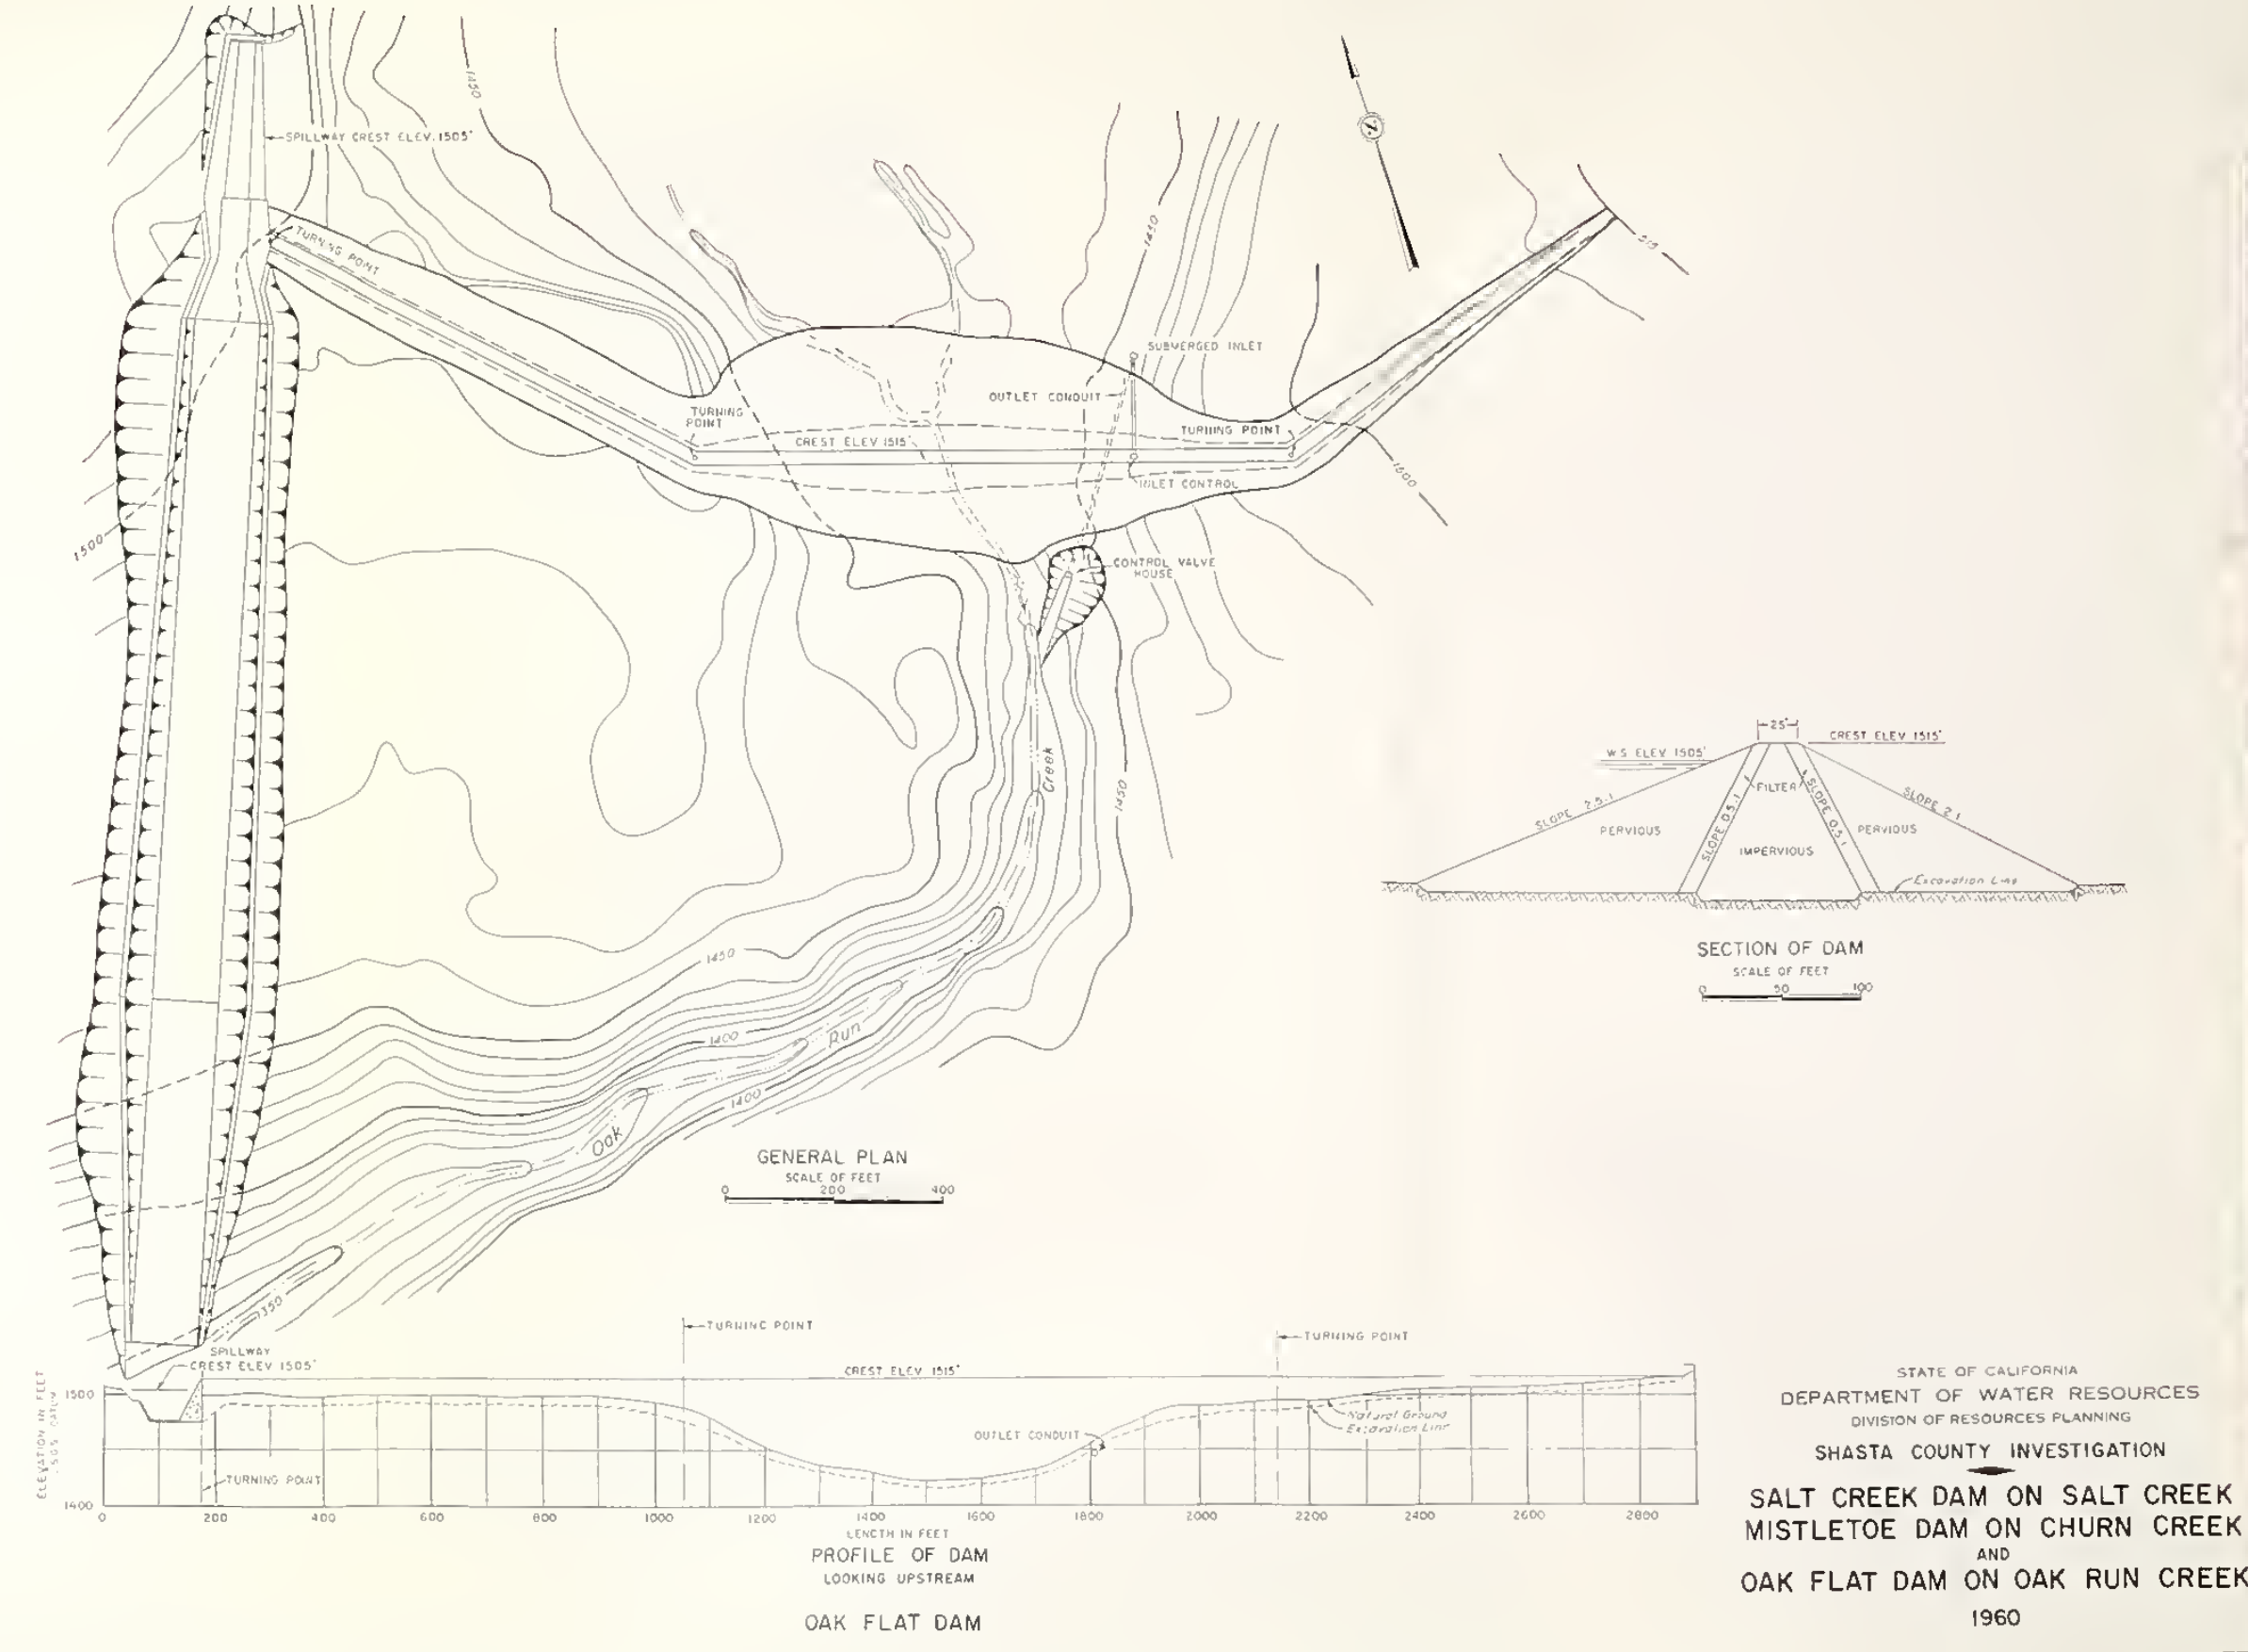 1450
SPILLWAY CREST ELEV. 1505'
TURNING POINT
1450
SUBMERGED INLET
OUTLET CONDUIT
TURNING
POINT
CREST ELEV 1515'
TURNING POINT
INLET CONTROL
1500
1500
CONTROL VALVE
HOUSE
Creek
1450
1450
1400
Run
1400
Oak
1350
GENERAL PLAN
SCALE OF FEET
0 200 400
25'
CREST ELEV 1515'
W.S. ELEV 1505'
FILTER
SLOPE 2.5:1
SLOPE 0.5:1
SLOPE 0.5:1
SLOPE 2:1
PERVIOUS
PERVIOUS
IMPERVIOUS
Excavation Line
SECTION OF DAM
SCALE OF FEET
0 50 100
TURNING POINT
TURNING POINT
SPILLWAY
CREST ELEV 1505'
CREST ELEV 1515'
ELEVATION IN FEET
1500
Natural Ground
Excavation Line
OUTLET CONDUIT
TURNING POINT
1400
0 200 400 600 800 1000 1200 1400 1600 1800 2000 2200 2400 2600 2800
LENGTH IN FEET
PROFILE OF DAM
LOOKING UPSTREAM
OAK FLAT DAM
STATE OF CALIFORNIA
DEPARTMENT OF WATER RESOURCES
DIVISION OF RESOURCES PLANNING
SHASTA COUNTY INVESTIGATION
SALT CREEK DAM ON SALT CREEK
MISTLETOE DAM ON CHURN CREEK
AND
OAK FLAT DAM ON OAK RUN CREEK
1960